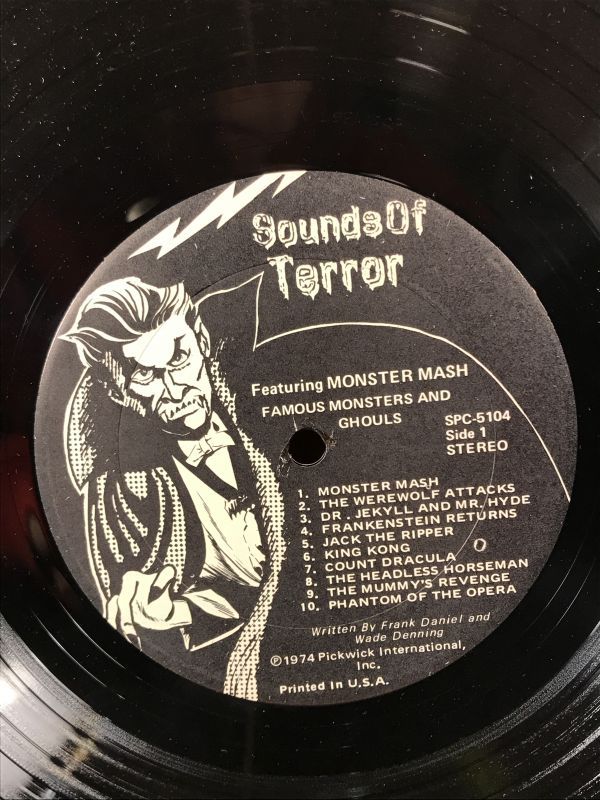 Sounds Of
Terror
Featuring MONSTER MASH
FAMOUS MONSTERS AND
GHOULS
SPC-5104
Side 1
STEREO
1. MONSTER MASH
2. THE WEREWOLF ATTACKS
3. DR. JEKYLL AND MR. HYDE
4. FRANKENSTEIN RETURNS
5. JACK THE RIPPER
6. KING KONG
7. COUNT DRACULA
8. THE HEADLESS HORSEMAN
9. THE MUMMY'S REVENGE
10. PHANTOM OF THE OPERA
Written By Frank Daniel and
Wade Denning
℗1974 Pickwick International,
Inc.
Printed In U.S.A.